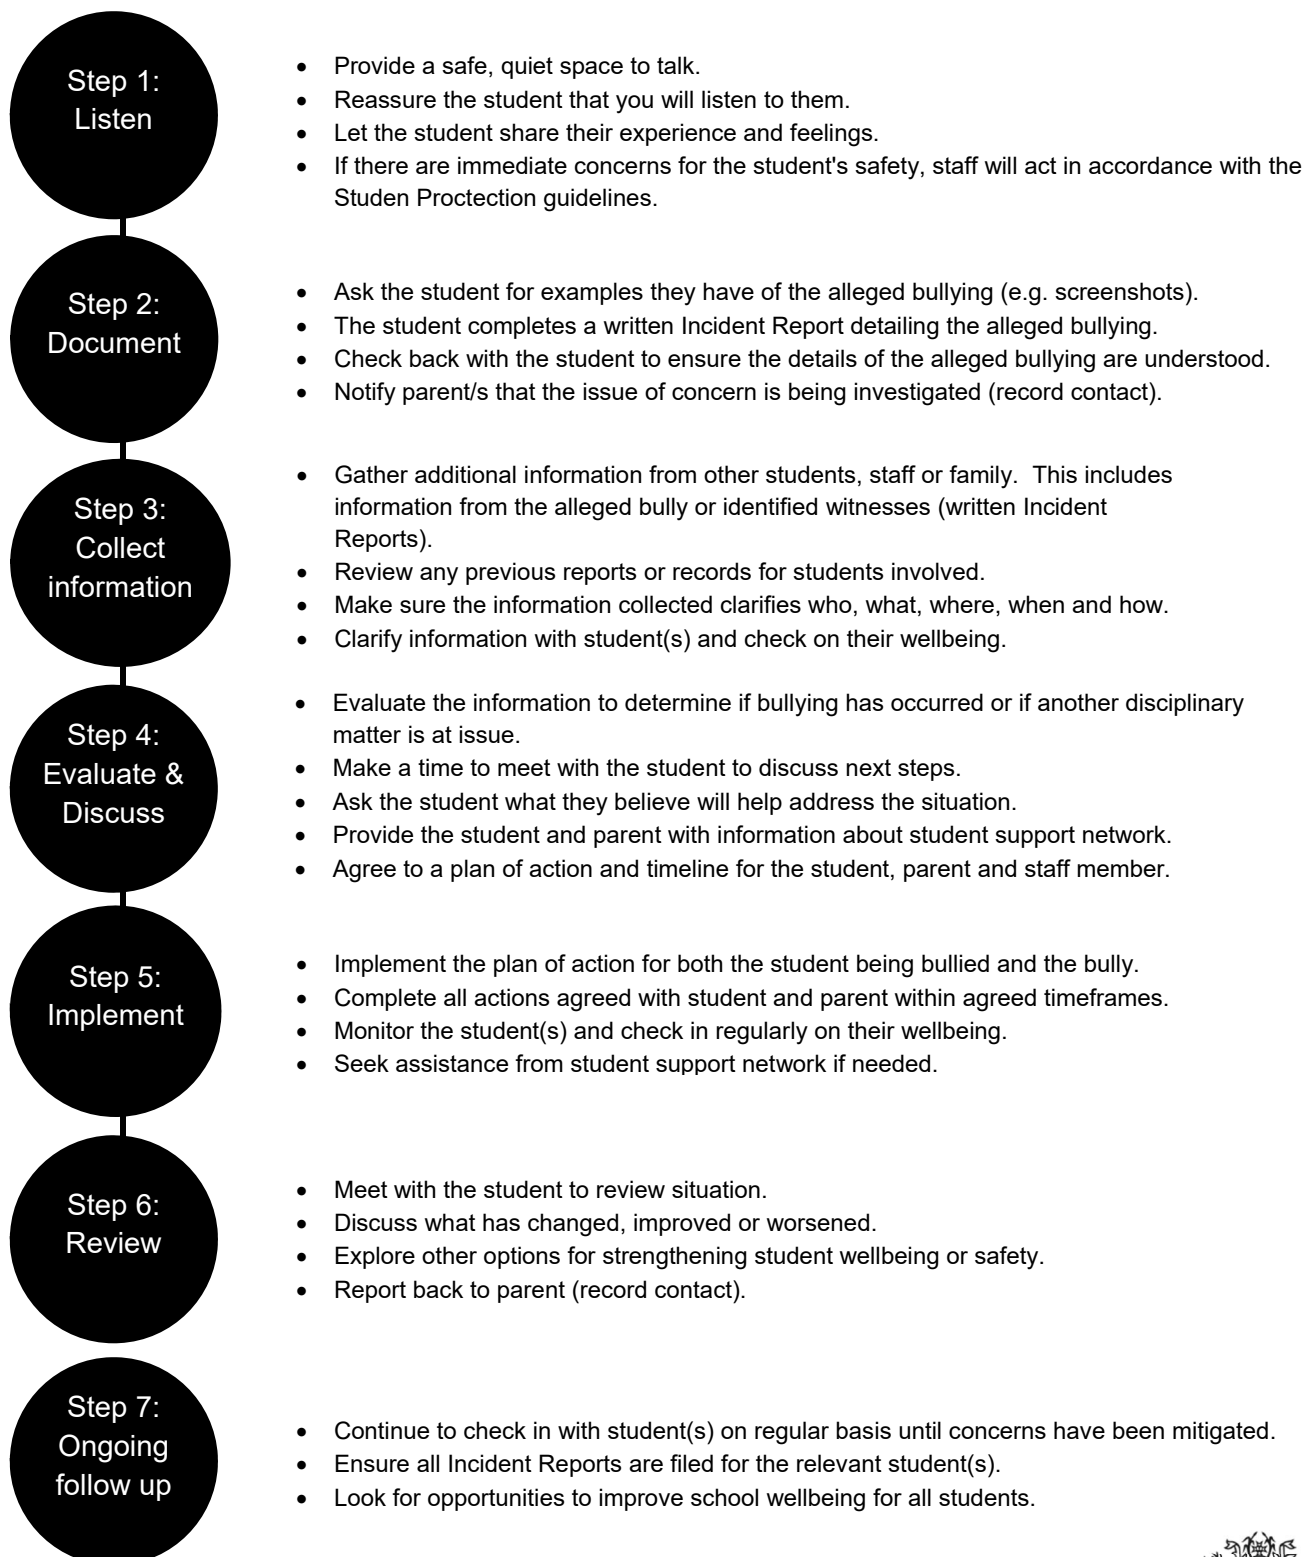 Step 1:
Listen
• Provide a safe, quiet space to talk.
• Reassure the student that you will listen to them.
• Let the student share their experience and feelings.
• If there are immediate concerns for the student's safety, staff will act in accordance with the
Studen Proctection guidelines.
Step 2:
Document
• Ask the student for examples they have of the alleged bullying (e.g. screenshots).
• The student completes a written Incident Report detailing the alleged bullying.
• Check back with the student to ensure the details of the alleged bullying are understood.
• Notify parent/s that the issue of concern is being investigated (record contact).
Step 3:
Collect
information
• Gather additional information from other students, staff or family.  This includes
information from the alleged bully or identified witnesses (written Incident
Reports).
• Review any previous reports or records for students involved.
• Make sure the information collected clarifies who, what, where, when and how.
• Clarify information with student(s) and check on their wellbeing.
Step 4:
Evaluate &
Discuss
• Evaluate the information to determine if bullying has occurred or if another disciplinary
matter is at issue.
• Make a time to meet with the student to discuss next steps.
• Ask the student what they believe will help address the situation.
• Provide the student and parent with information about student support network.
• Agree to a plan of action and timeline for the student, parent and staff member.
Step 5:
Implement
• Implement the plan of action for both the student being bullied and the bully.
• Complete all actions agreed with student and parent within agreed timeframes.
• Monitor the student(s) and check in regularly on their wellbeing.
• Seek assistance from student support network if needed.
Step 6:
Review
• Meet with the student to review situation.
• Discuss what has changed, improved or worsened.
• Explore other options for strengthening student wellbeing or safety.
• Report back to parent (record contact).
Step 7:
Ongoing
follow up
• Continue to check in with student(s) on regular basis until concerns have been mitigated.
• Ensure all Incident Reports are filed for the relevant student(s).
• Look for opportunities to improve school wellbeing for all students.